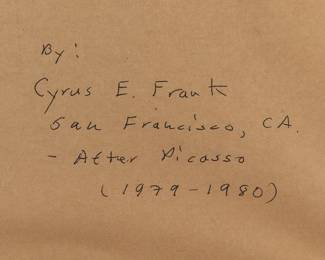 By:
Cyrus E. Frank
San Francisco, CA.
- After Picasso
(1979-1980)